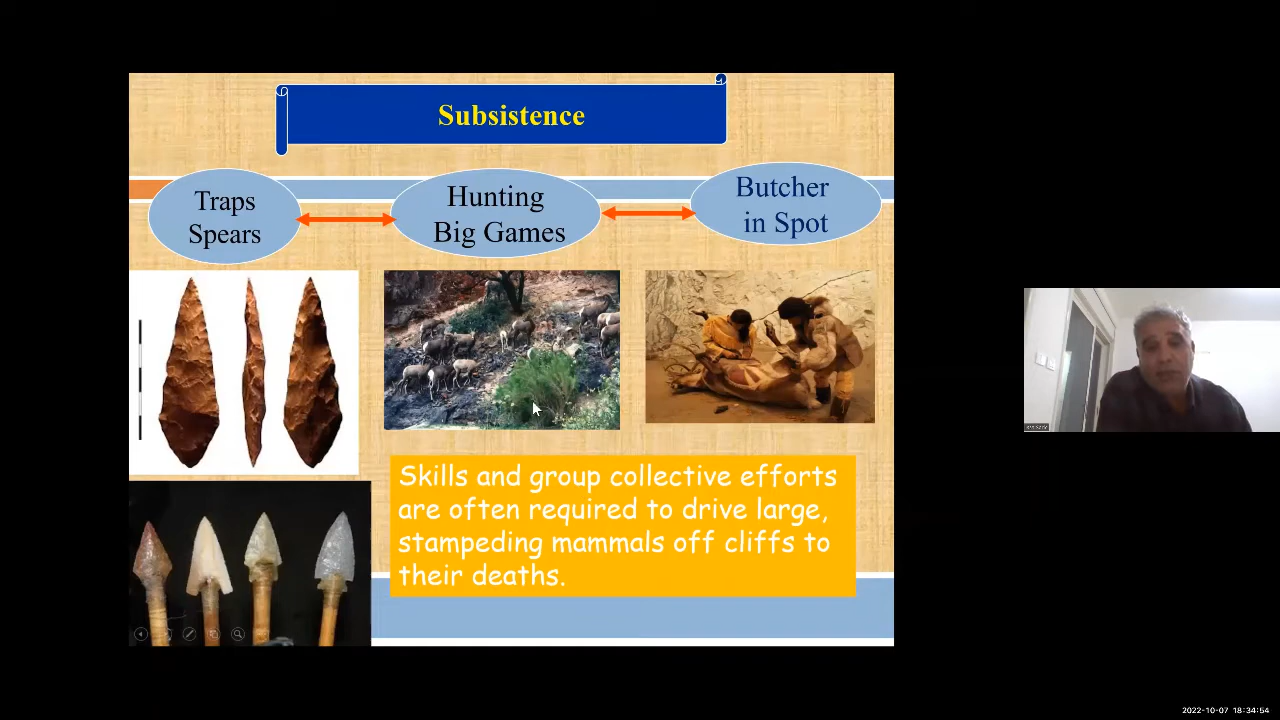 Subsistence
Traps
Spears
Hunting
Big Games
Butcher
in Spot
Skills and group collective efforts
are often required to drive large,
stampeding mammals off cliffs to
their deaths.
2022-10-07 18:34:54